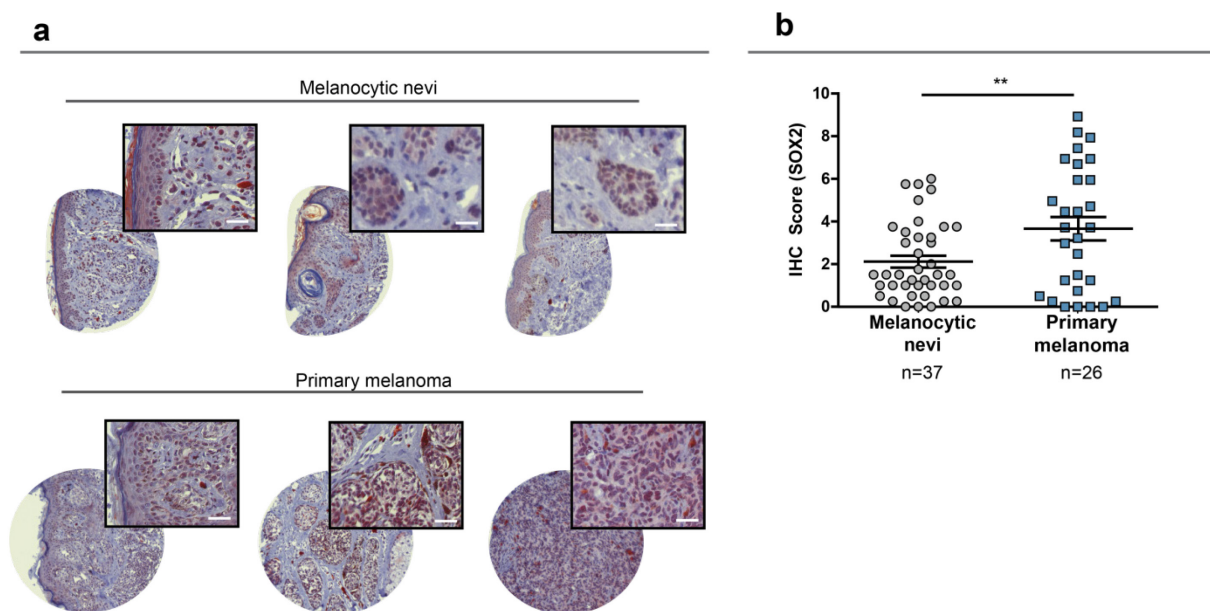 a
Melanocytic nevi
Primary melanoma
b
**
IHC Score (SOX2)
10
8
6
4
2
0
Melanocytic
nevi
n=37
Primary
melanoma
n=26